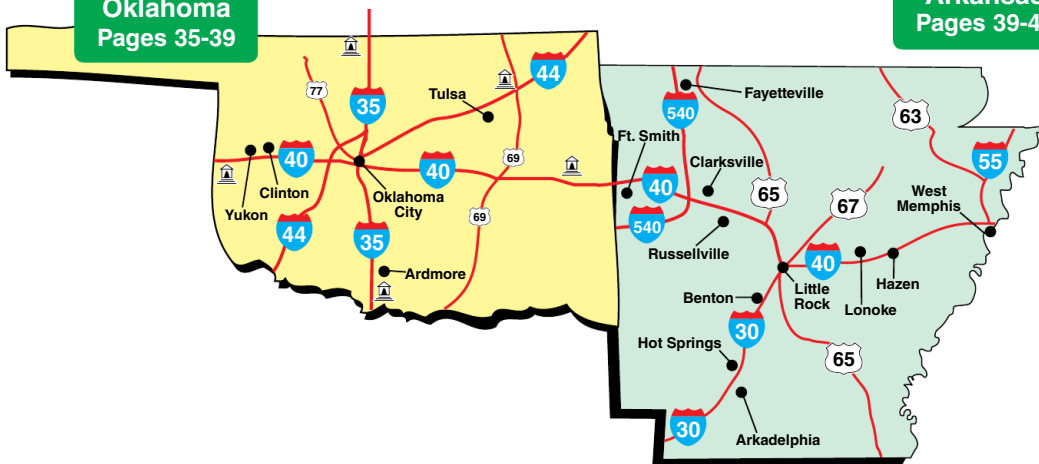 Oklahoma
Pages 35-39
Arkansas
Pages 39-4
44
77
35
Tulsa
Fayetteville
540
63
Ft. Smith
40
69
Clarksville
55
40
Clinton
Oklahoma
City
40
65
67
West
Memphis
Yukon
69
44
35
540
Russellville
Ardmore
40
Hazen
Little
Rock
Lonoke
Benton
30
Hot Springs
65
30
Arkadelphia